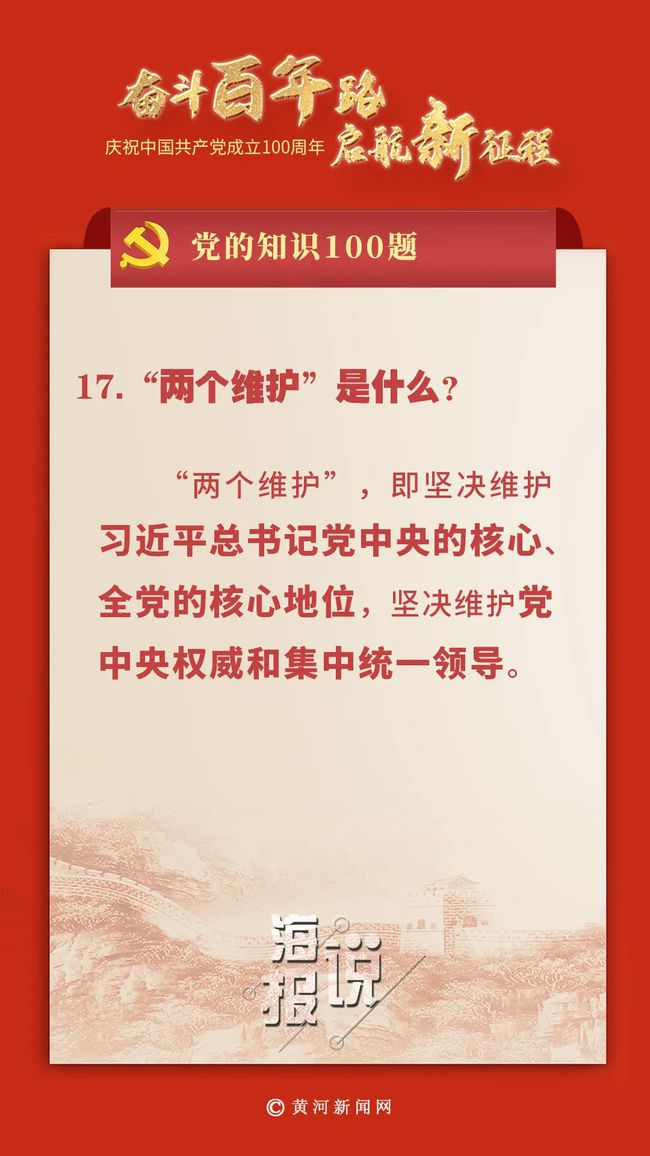 奋斗百年路
庆祝中国共产党成立100周年
启航新征程
党的知识100题
17.“两个维护”是什么?
“两个维护”，即坚决维护
习近平总书记党中央的核心、
全党的核心地位，坚决维护党
中央权威和集中统一领导。
海报说
© 黄河新闻网